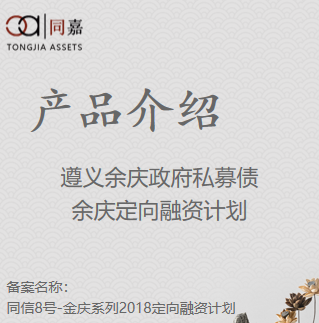 同嘉
TONGJIA ASSETS
产品介绍
遵义余庆政府私募债
余庆定向融资计划
备案名称：
同信8号-金庆系列2018定向融资计划